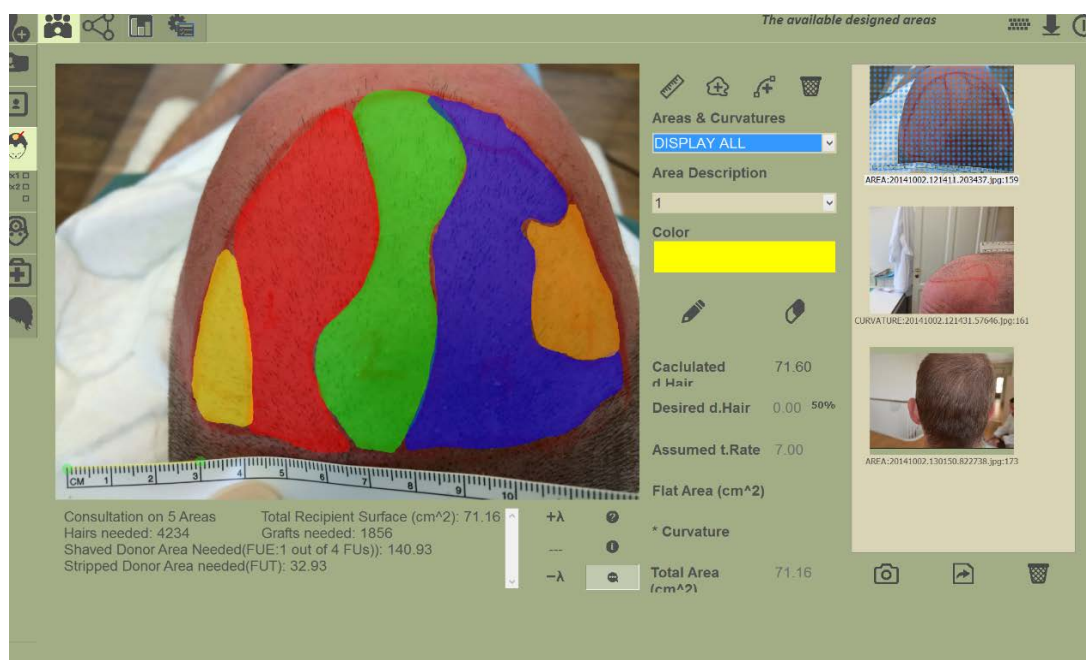 The available designed areas
Areas & Curvatures
DISPLAY ALL
Area Description
1
Color
Caclulated 71.60
d.Hair
Desired d.Hair 0.00 50%
Assumed t.Rate 7.00
Flat Area (cm^2)
* Curvature
Total Area 71.16
(cm^2)
AREA:20141002.121411.203437.jpg:159
CURVATURE:20141002.121431.57646.jpg:161
AREA:20141002.130150.822738.jpg:173
CM 1 2 3 4 5 6 7 8 9 10
Consultation on 5 Areas Total Recipient Surface (cm^2): 71.16
Hairs needed: 4234 Grafts needed: 1856
Shaved Donor Area Needed(FUE:1 out of 4 FUs)): 140.93
Stripped Donor Area needed(FUT): 32.93
+λ
---
−λ
x1
x2